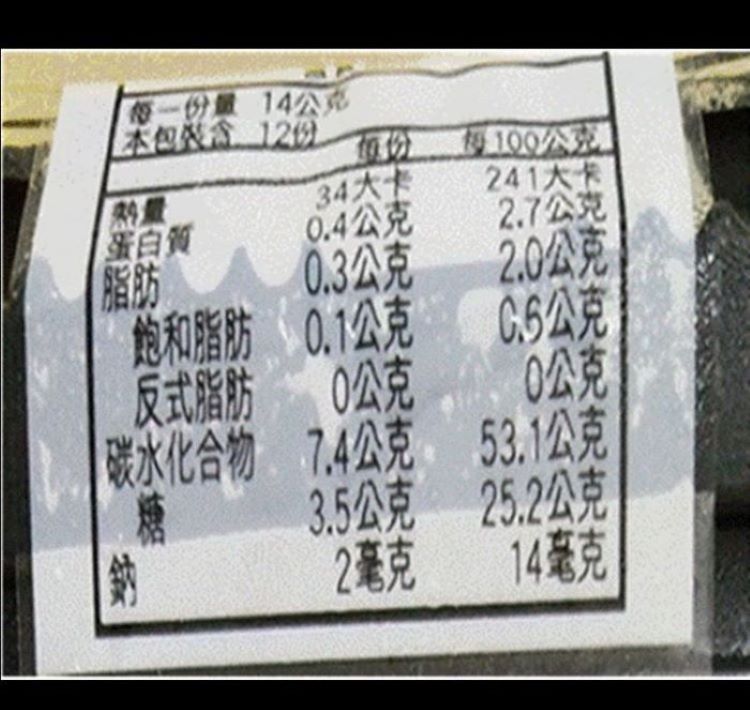 每一份量 14公克
本包裝含 12份
每份 每100公克
熱量 34大卡 241大卡
蛋白質 0.4公克 2.7公克
脂肪 0.3公克 2.0公克
飽和脂肪 0.1公克 0.6公克
反式脂肪 0公克 0公克
碳水化合物 7.4公克 53.1公克
糖 3.5公克 25.2公克
鈉 2毫克 14毫克